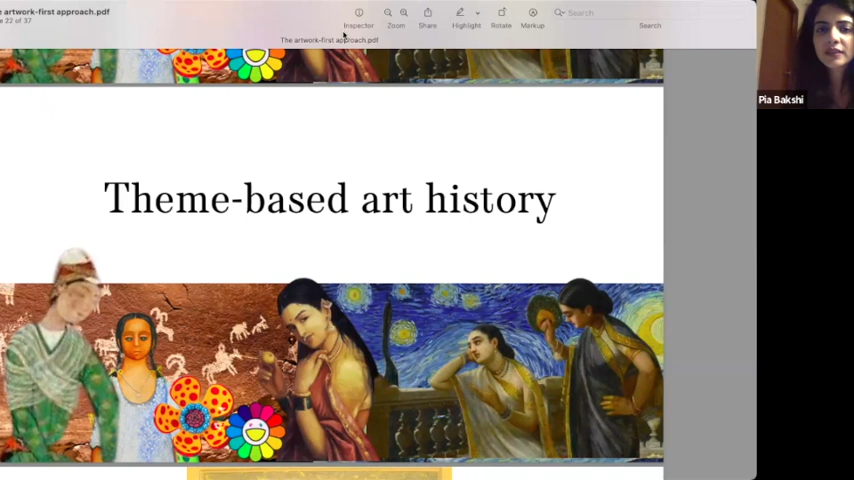 e artwork-first approach.pdf
e 22 of 37
Inspector
Zoom
Share
Highlight
Rotate
Markup
Search
Search
The artwork-first approach.pdf
Pia Bakshi
Theme-based art history